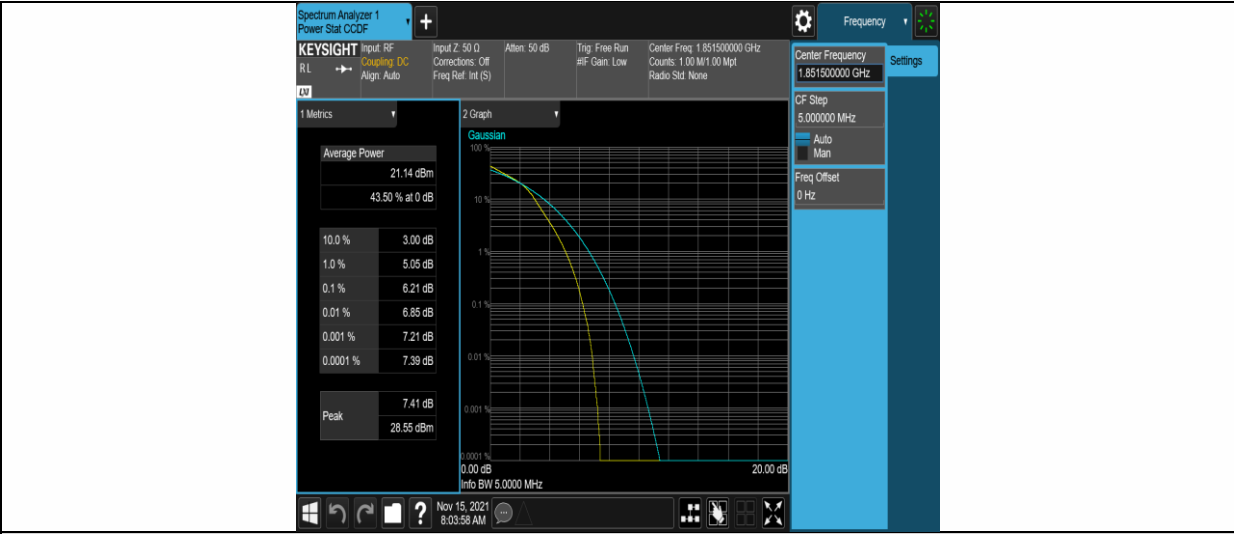 Spectrum Analyzer 1
Power Stat CCDF
+
Frequency
KEYSIGHT
RL
LXI
Input: RF
Coupling: DC
Align: Auto
Input Z: 50 Ω
Corrections: Off
Freq Ref: Int (S)
Atten: 50 dB
Trig: Free Run
#IF Gain: Low
Center Freq: 1.851500000 GHz
Counts: 1.00 M/1.00 Mpt
Radio Std: None
Center Frequency
1.851500000 GHz
Settings
CF Step
5.000000 MHz
Auto
Man
Freq Offset
0 Hz
1 Metrics
Average Power
21.14 dBm
43.50 % at 0 dB
10.0 % 3.00 dB
1.0 % 5.05 dB
0.1 % 6.21 dB
0.01 % 6.85 dB
0.001 % 7.21 dB
0.0001 % 7.39 dB
Peak
7.41 dB
28.55 dBm
2 Graph
Gaussian
100 %
10 %
1 %
0.1 %
0.01 %
0.001 %
0.0001 %
0.00 dB 20.00 dB
Info BW 5.0000 MHz
?
Nov 15, 2021
8:03:58 AM